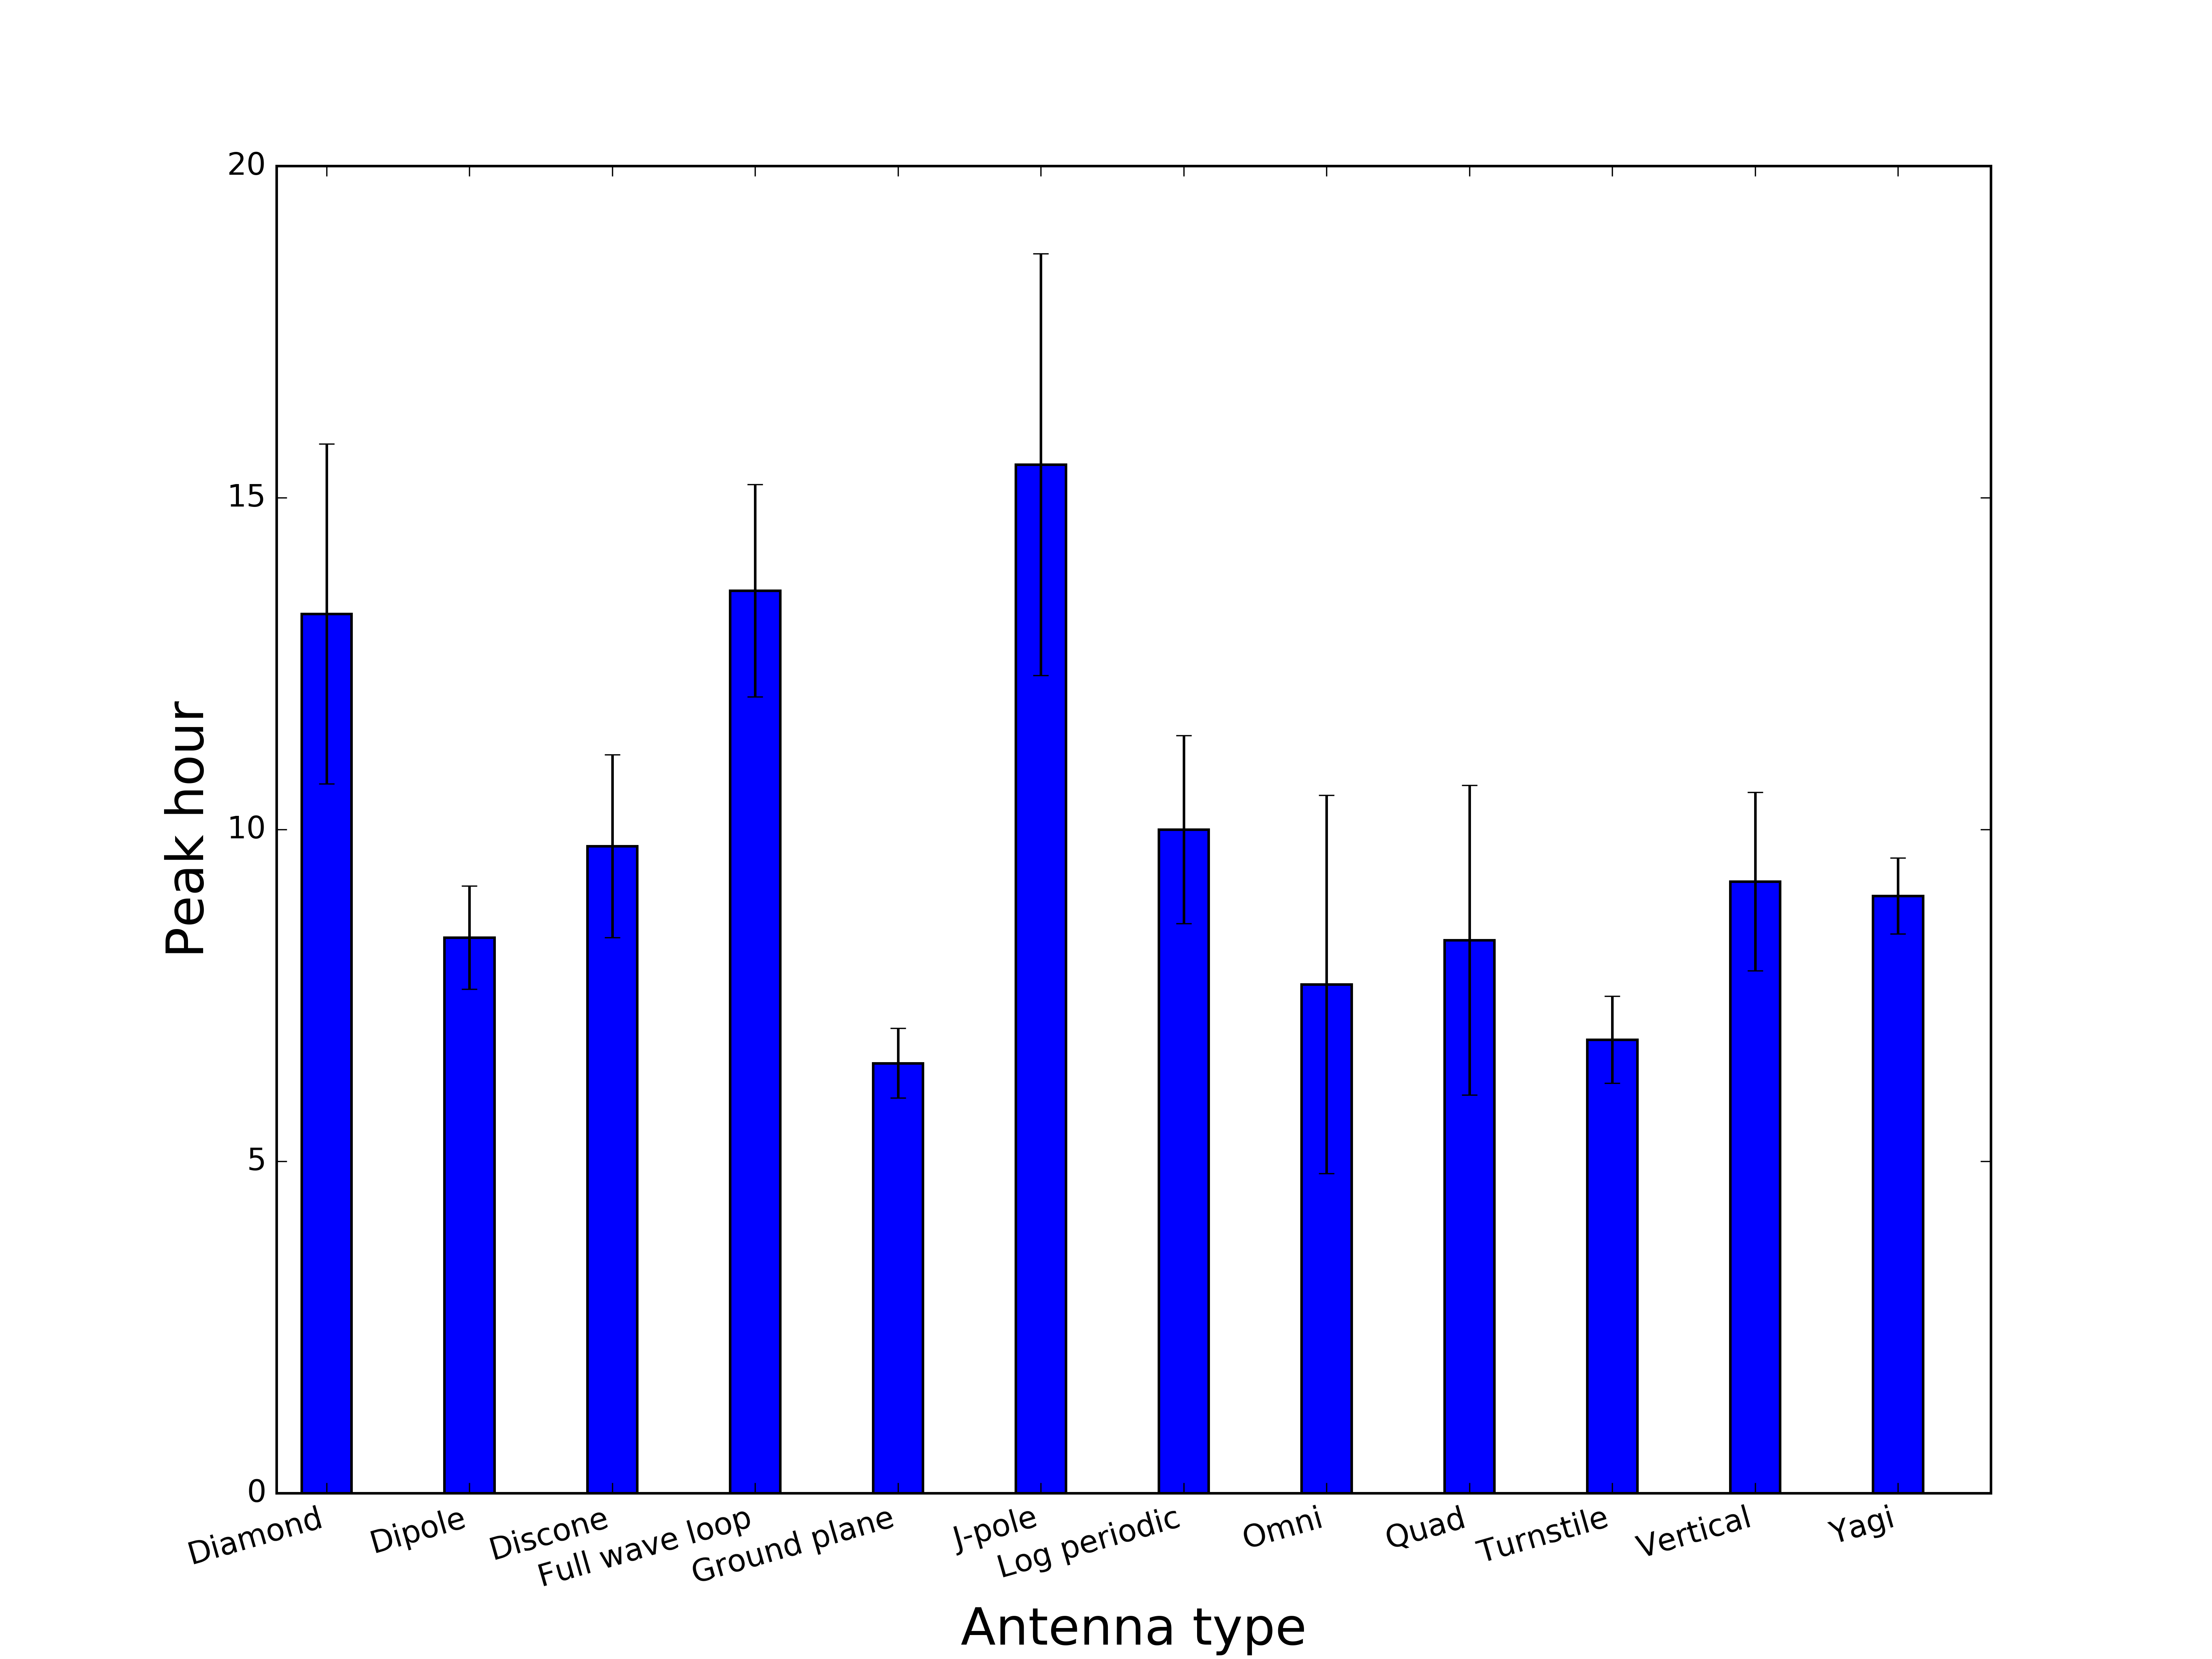 20
15
10
5
0
Peak hour
Diamond
Dipole
Discone
Full wave loop
Ground plane
J-pole
Log periodic
Omni
Quad
Turnstile
Vertical
Yagi
Antenna type